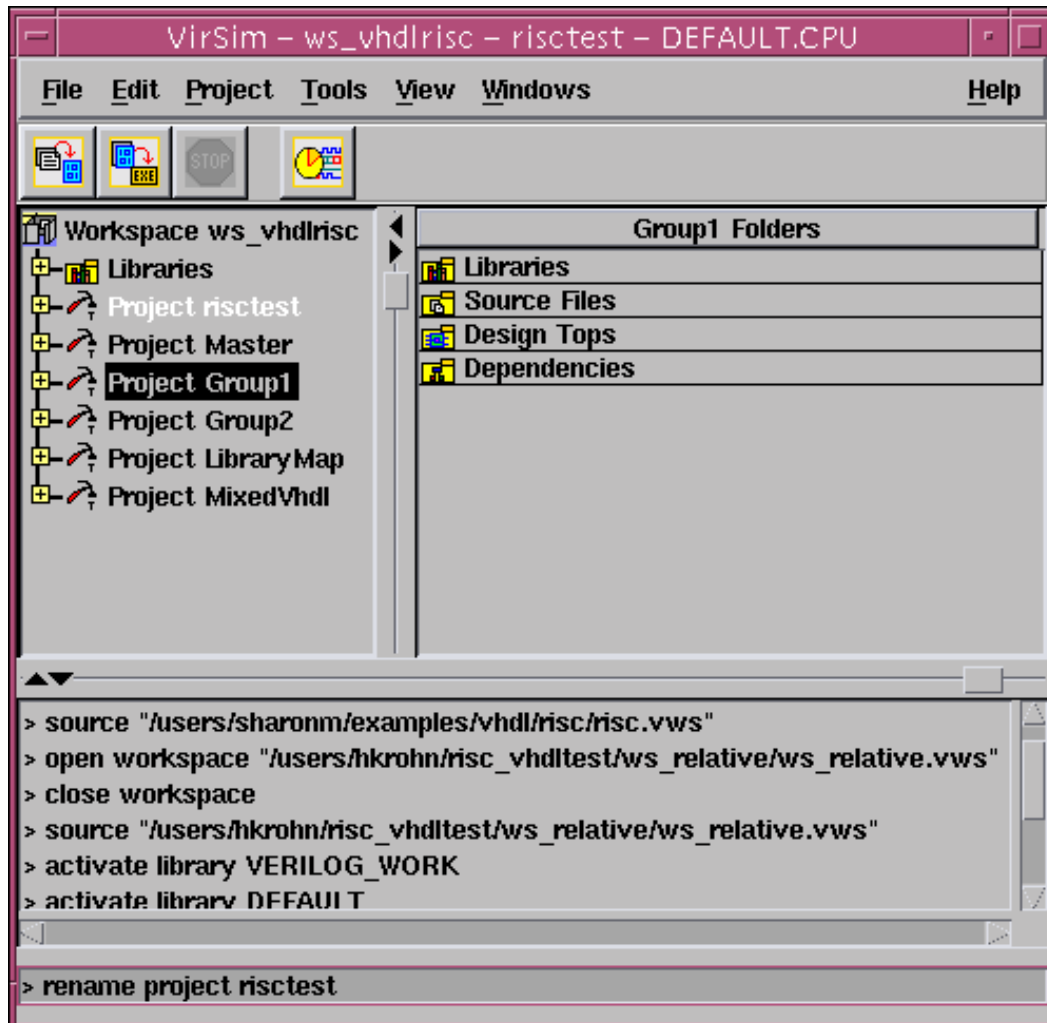 VirSim – ws_vhdlrisc – risctest – DEFAULT.CPU
File Edit Project Tools View Windows Help
EXE STOP
Workspace ws_vhdlrisc
Libraries
Project risctest
Project Master
Project Group1
Project Group2
Project LibraryMap
Project MixedVhdl
Group1 Folders
Libraries
Source Files
Design Tops
Dependencies
> source "/users/sharonm/examples/vhdl/risc/risc.vws"
> open workspace "/users/hkrohn/risc_vhdltest/ws_relative/ws_relative.vws"
> close workspace
> source "/users/hkrohn/risc_vhdltest/ws_relative/ws_relative.vws"
> activate library VERILOG_WORK
> activate library DEFAULT
> rename project risctest